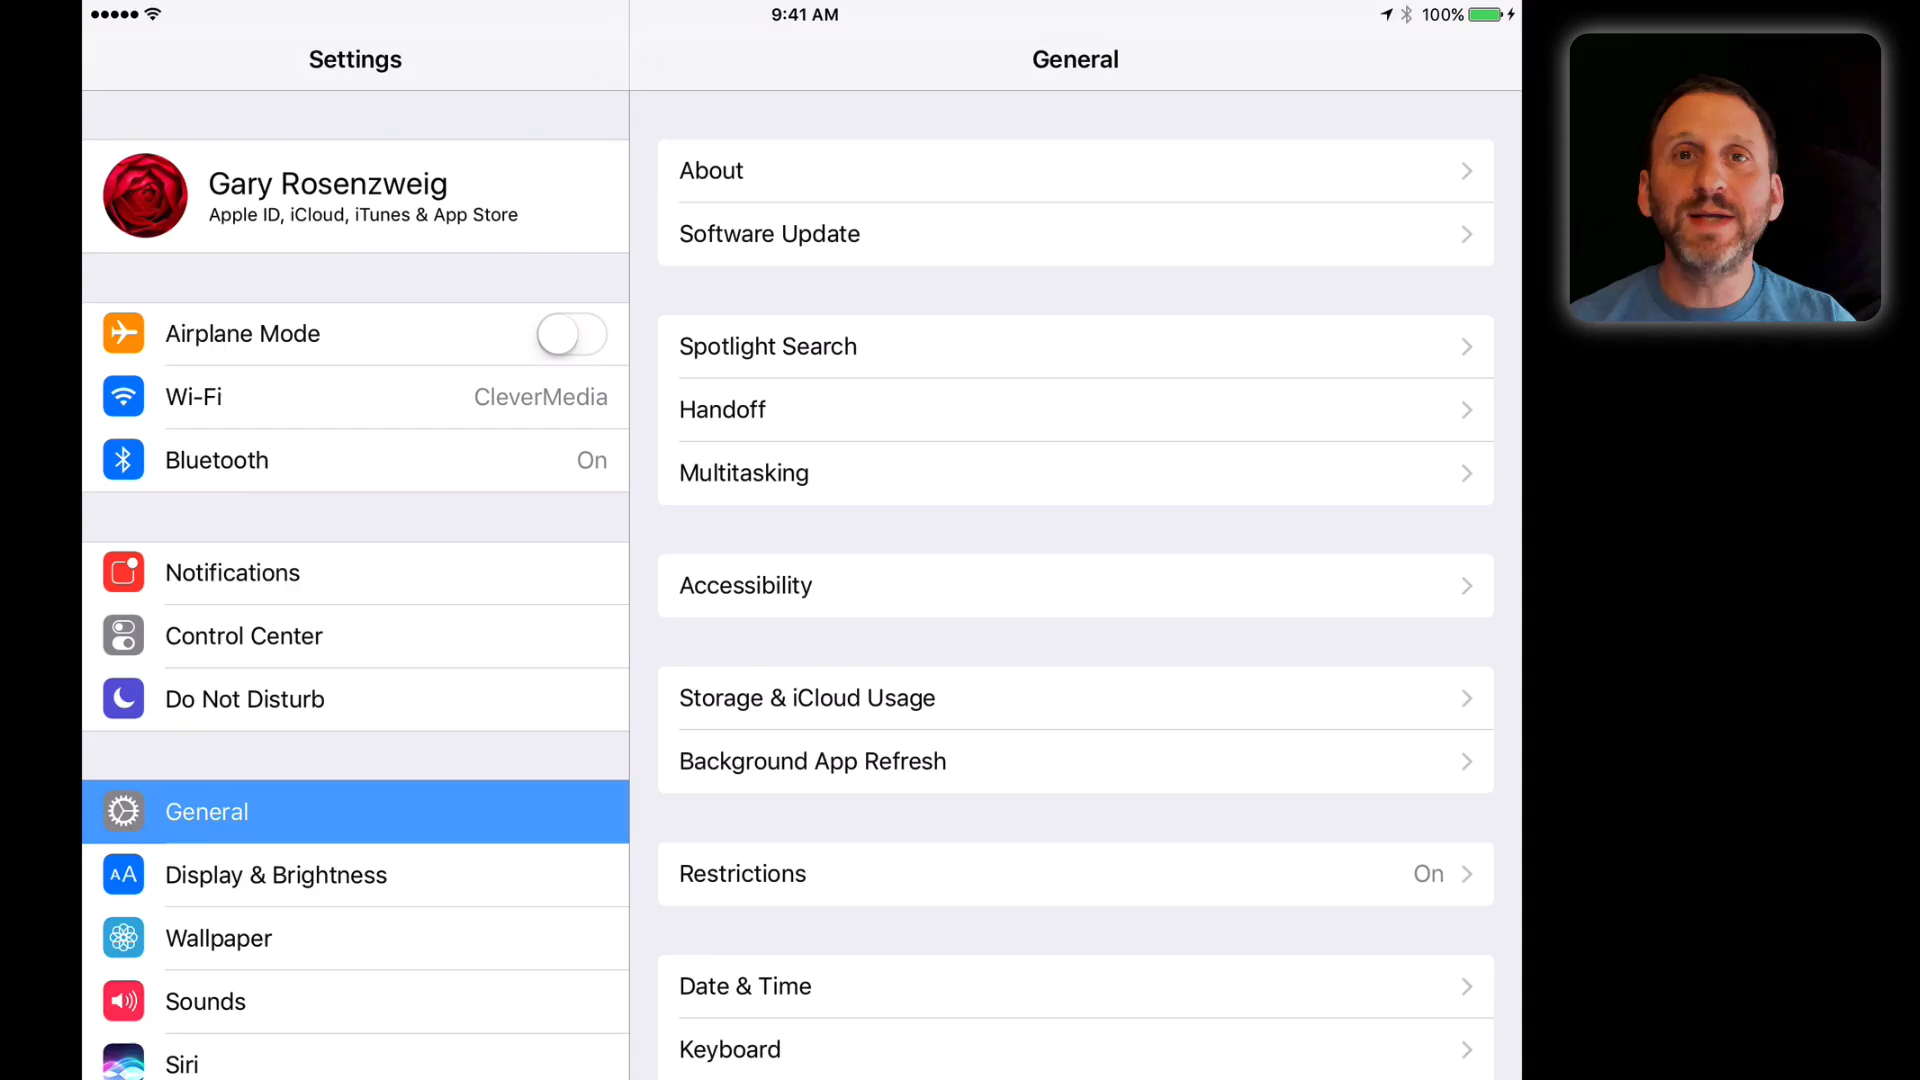 9:41 AM
100%
Settings
General
Gary Rosenzweig
Apple ID, iCloud, iTunes & App Store
Airplane Mode
Wi-Fi
CleverMedia
Bluetooth
On
Notifications
Control Center
Do Not Disturb
General
AA
Display & Brightness
Wallpaper
Sounds
Siri
About
Software Update
Spotlight Search
Handoff
Multitasking
Accessibility
Storage & iCloud Usage
Background App Refresh
Restrictions
On
Date & Time
Keyboard